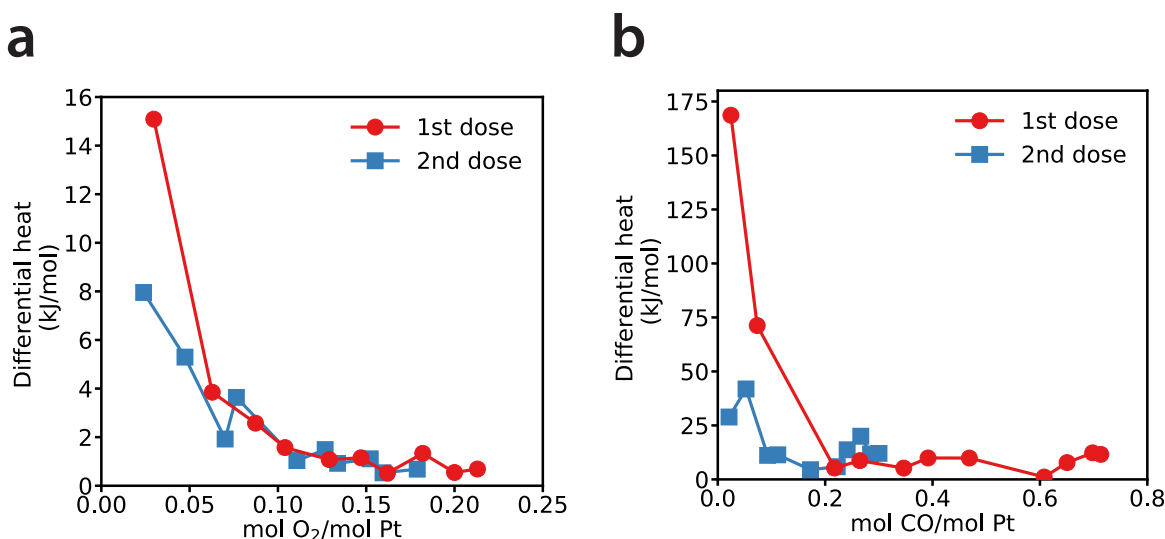 a
16
14
12
10
8
6
4
2
0
Differential heat
(kJ/mol)
1st dose
2nd dose
0.00 0.05 0.10 0.15 0.20 0.25
mol O₂/mol Pt
b
175
150
125
100
75
50
25
0
Differential heat
(kJ/mol)
1st dose
2nd dose
0.0 0.2 0.4 0.6 0.8
mol CO/mol Pt